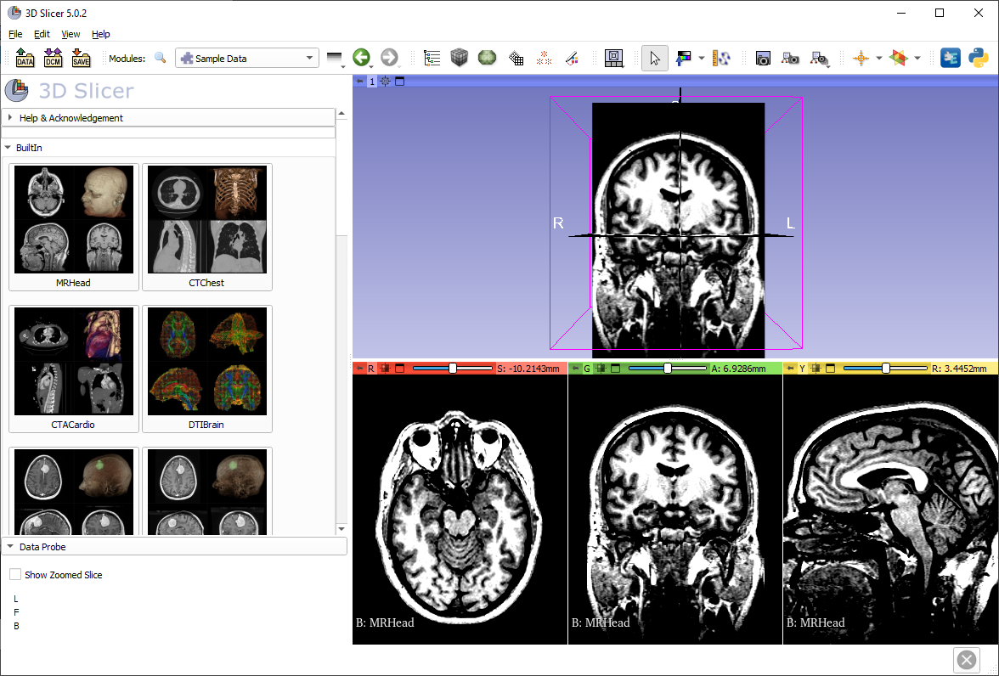 3D Slicer 5.0.2
File Edit View Help
DATA DCM SAVE Modules: Sample Data
3D Slicer
Help & Acknowledgement
BuiltIn
MRHead CTChest
CTACardio DTIBrain
Data Probe
Show Zoomed Slice
L
F
B
1
R L
R S: -10.2143mm
B: MRHead
G A: 6.9286mm
B: MRHead
Y R: 3.4452mm
B: MRHead